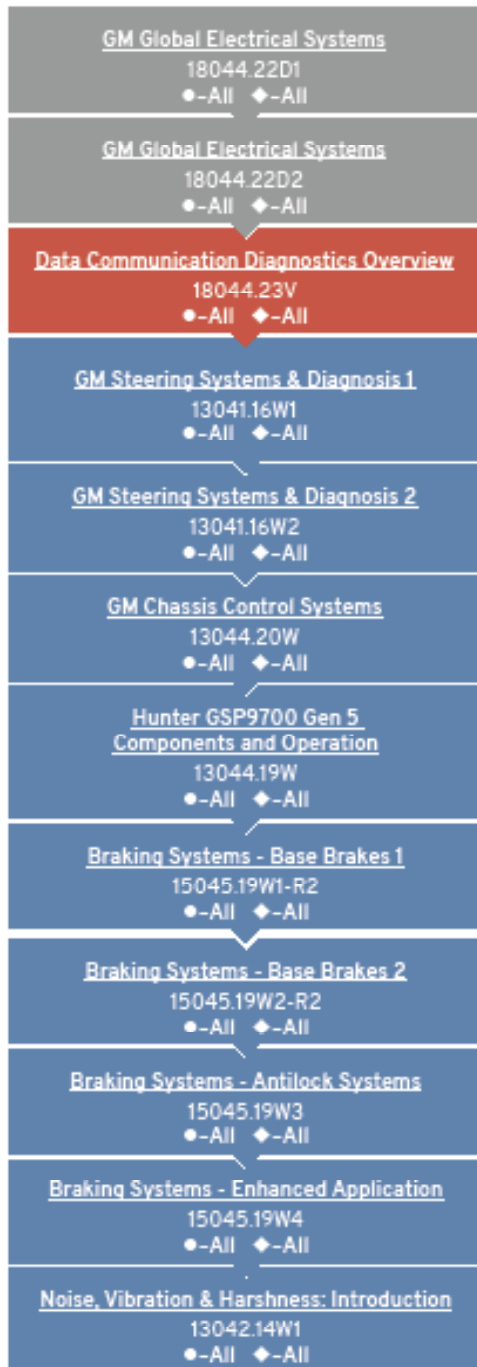 GM Global Electrical Systems
18044.22D1
●-All ◆-All
GM Global Electrical Systems
18044.22D2
●-All ◆-All
Data Communication Diagnostics Overview
18044.23V
●-All ◆-All
GM Steering Systems & Diagnosis 1
13041.16W1
●-All ◆-All
GM Steering Systems & Diagnosis 2
13041.16W2
●-All ◆-All
GM Chassis Control Systems
13044.20W
●-All ◆-All
Hunter GSP9700 Gen 5
Components and Operation
13044.19W
●-All ◆-All
Braking Systems - Base Brakes 1
15045.19W1-R2
●-All ◆-All
Braking Systems - Base Brakes 2
15045.19W2-R2
●-All ◆-All
Braking Systems - Antilock Systems
15045.19W3
●-All ◆-All
Braking Systems - Enhanced Application
15045.19W4
●-All ◆-All
Noise, Vibration & Harshness: Introduction
13042.14W1
●-All ◆-All